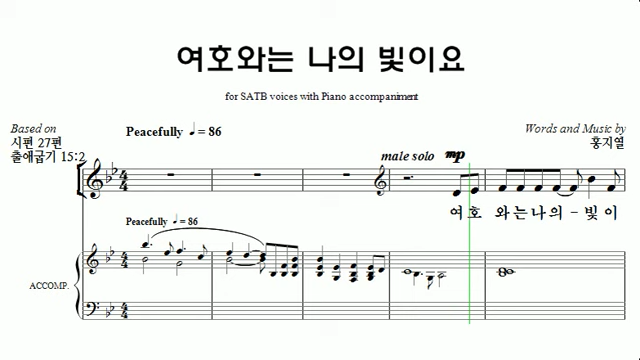 여호와는 나의 빛이요
for SATB voices with Piano accompaniment
Based on
시편 27편
출애굽기 15:2
Peacefully ♩= 86
Words and Music by
홍지열
male solo mp
여호 와는나의 - 빛 이
Peacefully ♩= 86
ACCOMP.